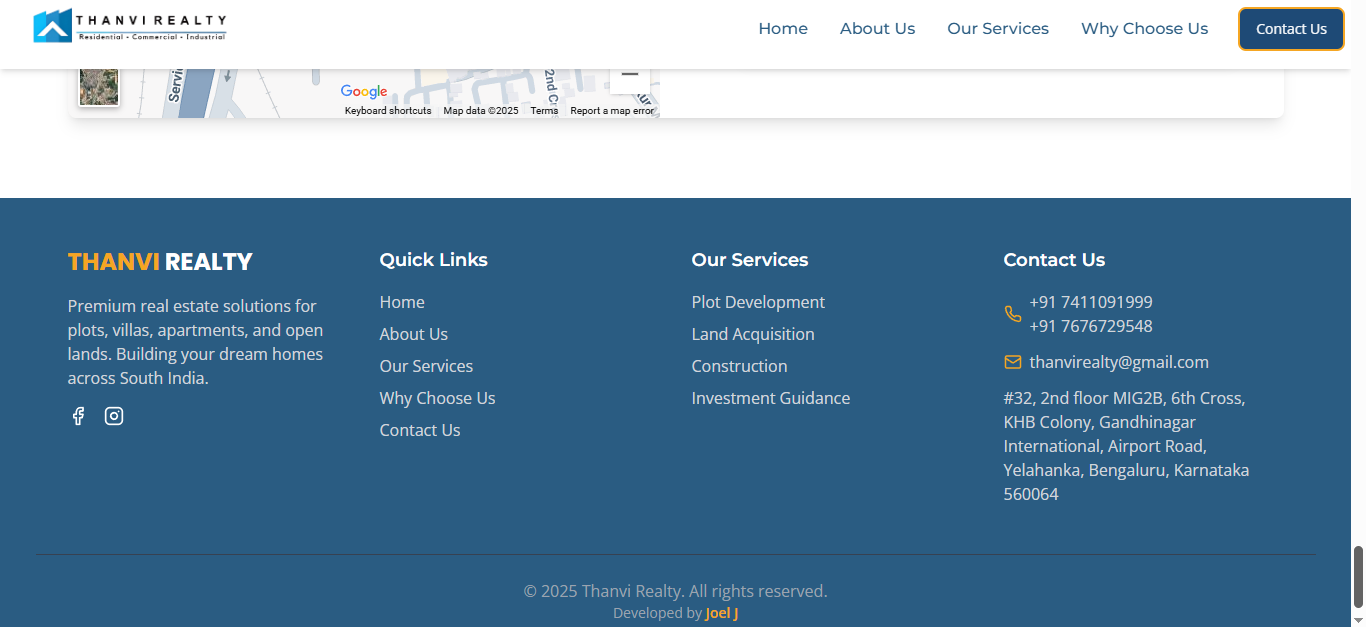 THANVI REALTY
Residential • Commercial • Industrial
Home
About Us
Our Services
Why Choose Us
Contact Us
Servi
2nd C
Google
Keyboard shortcuts
Map data ©2025
Terms
Report a map error
THANVI REALTY
Premium real estate solutions for
plots, villas, apartments, and open
lands. Building your dream homes
across South India.
Quick Links
Home
About Us
Our Services
Why Choose Us
Contact Us
Our Services
Plot Development
Land Acquisition
Construction
Investment Guidance
Contact Us
+91 7411091999
+91 7676729548
thanvirealty@gmail.com
#32, 2nd floor MIG2B, 6th Cross,
KHB Colony, Gandhinagar
International, Airport Road,
Yelahanka, Bengaluru, Karnataka
560064
© 2025 Thanvi Realty. All rights reserved.
Developed by Joel J